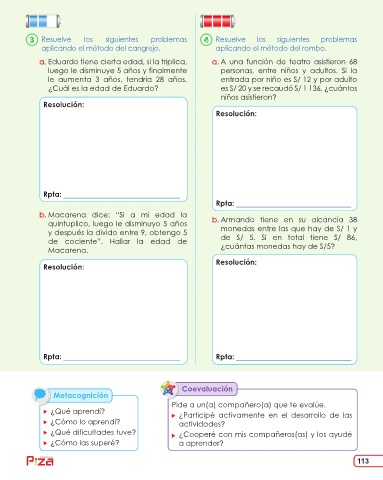 3 Resuelve los siguientes problemas
aplicando el método del cangrejo.
a. Eduardo tiene cierta edad, si la triplica,
luego le disminuye 5 años y finalmente
le aumenta 3 años, tendría 28 años.
¿Cuál es la edad de Eduardo?
Resolución:
Rpta:
b. Macarena dice: "Si a mi edad la
quintuplico, luego le disminuyo 5 años
y después la divido entre 9, obtengo 5
de cociente". Hallar la edad de
Macarena.
Resolución:
Rpta:
4 Resuelve los siguientes problemas
aplicando el método del rombo.
a. A una función de teatro asistieron 68
personas, entre niños y adultos. Si la
entrada por niño es S/ 12 y por adulto
es S/ 20 y se recaudó S/ 1 136, ¿cuántos
niños asistieron?
Resolución:
Rpta:
b. Armando tiene en su alcancía 38
monedas entre las que hay de S/ 1 y
de S/ 5. Si en total tiene S/ 86,
¿cuántas monedas hay de S/5?
Resolución:
Rpta:
Metacognición
¿Qué aprendí?
¿Cómo lo aprendí?
¿Qué dificultades tuve?
¿Cómo las superé?
Coevaluación
Pide a un(a) compañero(a) que te evalúe.
¿Participé activamente en el desarrollo de las
actividades?
¿Cooperé con mis compañeros(as) y los ayudé
a aprender?
113